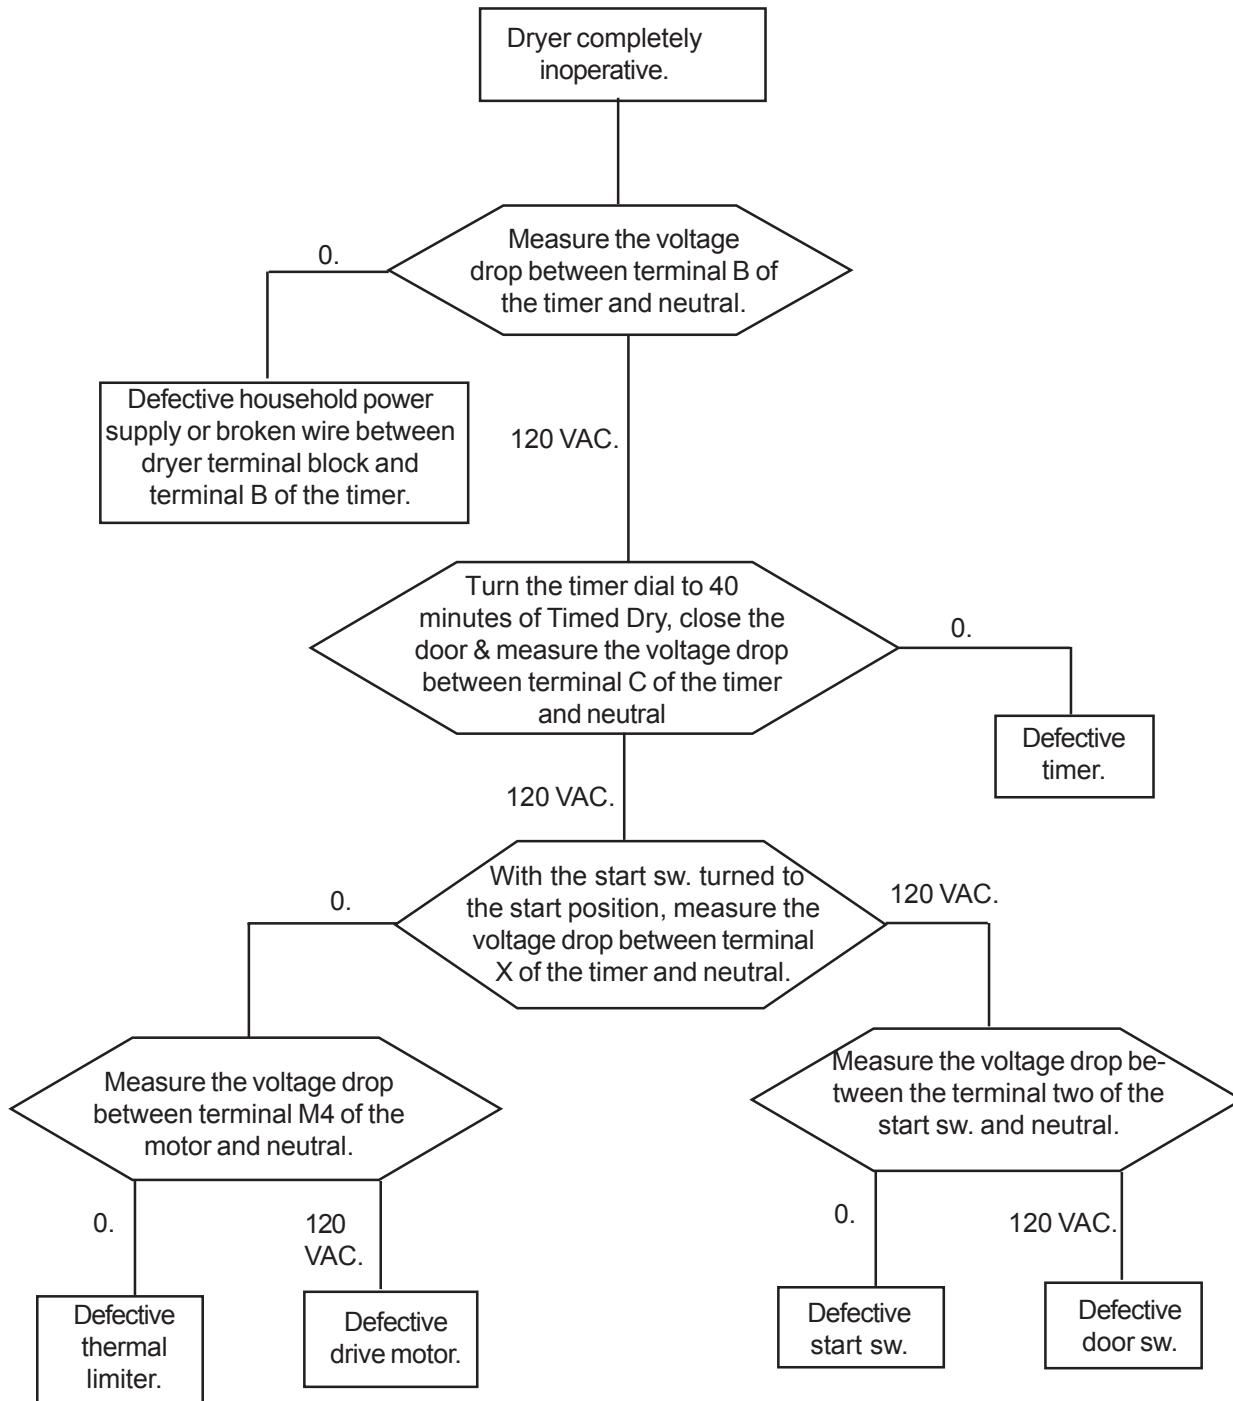 Dryer completely
inoperative.
0.
Measure the voltage
drop between terminal B of
the timer and neutral.
Defective household power
supply or broken wire between
dryer terminal block and
terminal B of the timer.
120 VAC.
Turn the timer dial to 40
minutes of Timed Dry, close the
door & measure the voltage drop
between terminal C of the timer
and neutral
0.
Defective
timer.
120 VAC.
With the start sw. turned to
the start position, measure the
voltage drop between terminal
X of the timer and neutral.
0.
120 VAC.
Measure the voltage drop
between terminal M4 of the
motor and neutral.
Measure the voltage drop be-
tween the terminal two of the
start sw. and neutral.
0.
120
VAC.
0.
120 VAC.
Defective
thermal
limiter.
Defective
drive motor.
Defective
start sw.
Defective
door sw.